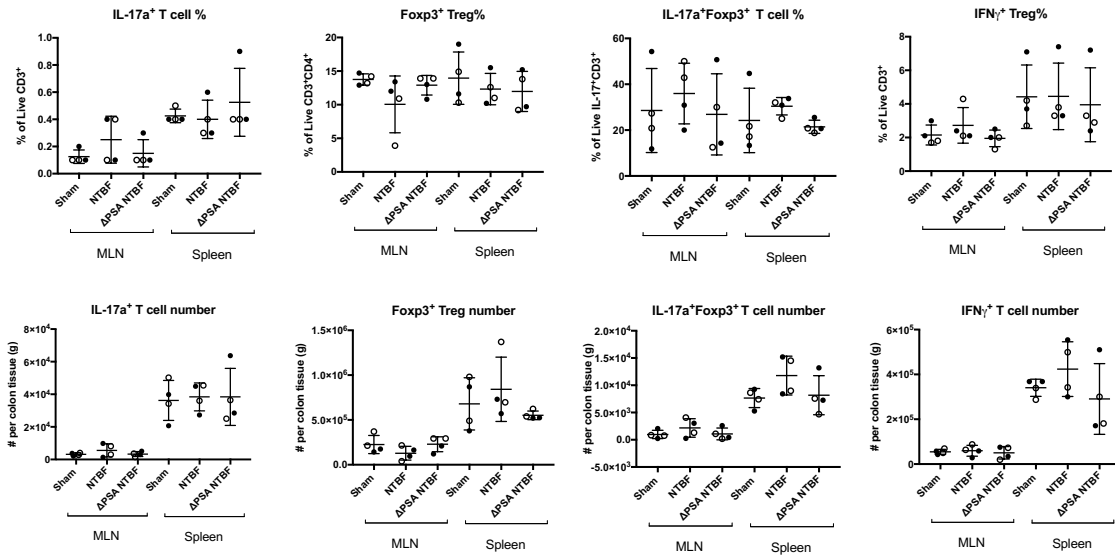 IL-17a⁺ T cell %
% of Live CD3⁺
1.0
0.8
0.6
0.4
0.2
0.0
Sham
NTBF
ΔPSA NTBF
Sham
NTBF
ΔPSA NTBF
MLN
Spleen
Foxp3⁺ Treg%
% of Live CD3⁺CD4⁺
20
15
10
5
0
Sham
NTBF
ΔPSA NTBF
Sham
NTBF
ΔPSA NTBF
MLN
Spleen
IL-17a⁺Foxp3⁺ T cell %
% of Live IL-17⁺CD3⁺
60
40
20
0
Sham
NTBF
ΔPSA NTBF
Sham
NTBF
ΔPSA NTBF
MLN
Spleen
IFNγ⁺ Treg%
% of Live CD3⁺
8
6
4
2
0
Sham
NTBF
ΔPSA NTBF
Sham
NTBF
ΔPSA NTBF
MLN
Spleen
IL-17a⁺ T cell number
# per colon tissue (g)
8×10⁴
6×10⁴
4×10⁴
2×10⁴
0
Sham
NTBF
ΔPSA NTBF
Sham
NTBF
ΔPSA NTBF
MLN
Spleen
Foxp3⁺ Treg number
# per colon tissue (g)
1.5×10⁶
1.0×10⁶
5.0×10⁵
0.0
Sham
NTBF
ΔPSA NTBF
Sham
NTBF
ΔPSA NTBF
MLN
Spleen
IL-17a⁺Foxp3⁺ T cell number
# per colon tissue (g)
2.0×10⁴
1.5×10⁴
1.0×10⁴
5.0×10³
0.0
-5.0×10³
Sham
NTBF
ΔPSA NTBF
Sham
NTBF
ΔPSA NTBF
MLN
Spleen
IFNγ⁺ T cell number
# per colon tissue (g)
6×10⁵
4×10⁵
2×10⁵
0
Sham
NTBF
ΔPSA NTBF
Sham
NTBF
ΔPSA NTBF
MLN
Spleen